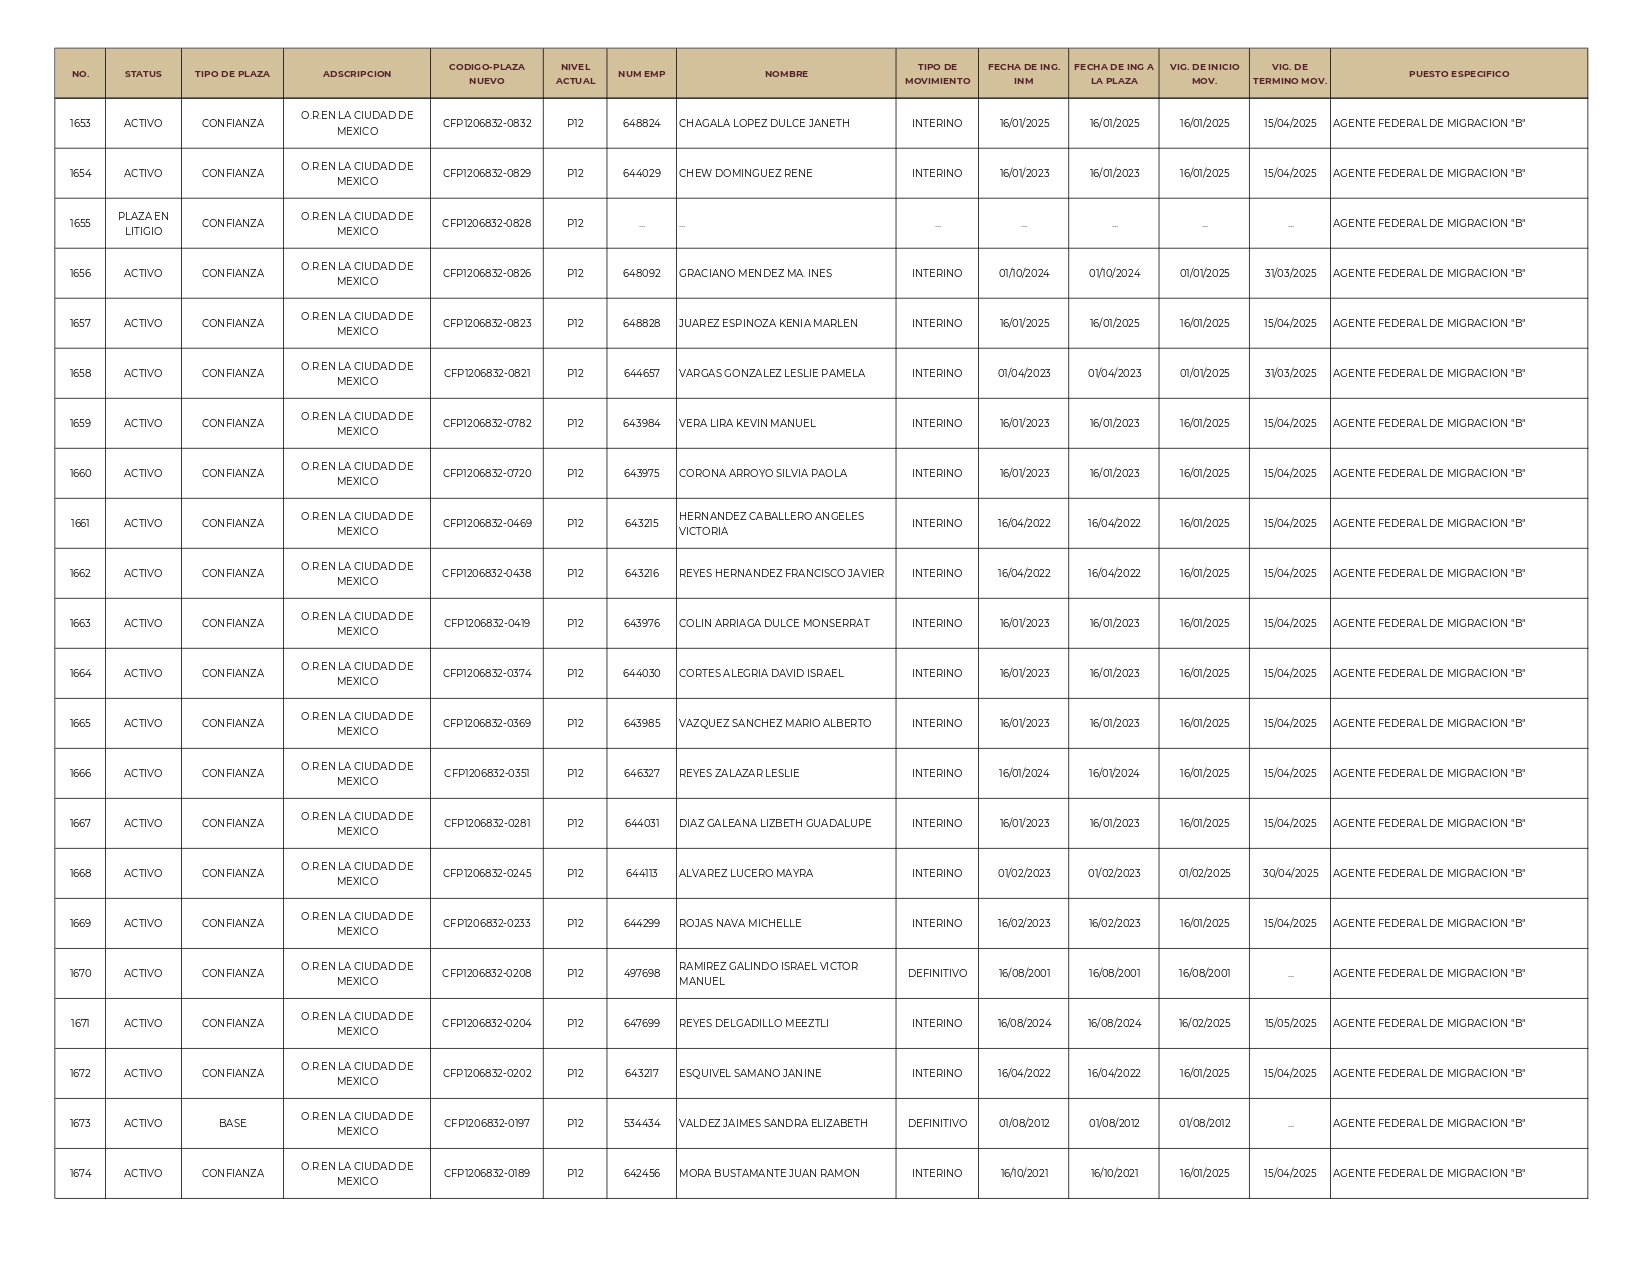 NO. STATUS TIPO DE PLAZA ADSCRIPCION CODIGO-PLAZA NUEVO NIVEL ACTUAL NUM EMP NOMBRE TIPO DE MOVIMIENTO FECHA DE ING. INM FECHA DE ING A LA PLAZA VIG. DE INICIO MOV. VIG. DE TERMINO MOV. PUESTO ESPECIFICO
1653 ACTIVO CONFIANZA O.R.EN LA CIUDAD DE MEXICO CFP1206832-0832 P12 648824 CHAGALA LOPEZ DULCE JANETH INTERINO 16/01/2025 16/01/2025 16/01/2025 15/04/2025 AGENTE FEDERAL DE MIGRACION "B"
1654 ACTIVO CONFIANZA O.R.EN LA CIUDAD DE MEXICO CFP1206832-0829 P12 644029 CHEW DOMINGUEZ RENE INTERINO 16/01/2023 16/01/2023 16/01/2025 15/04/2025 AGENTE FEDERAL DE MIGRACION "B"
1655 PLAZA EN LITIGIO CONFIANZA O.R.EN LA CIUDAD DE MEXICO CFP1206832-0828 P12 ... ... ... ... ... ... ... AGENTE FEDERAL DE MIGRACION "B"
1656 ACTIVO CONFIANZA O.R.EN LA CIUDAD DE MEXICO CFP1206832-0826 P12 648092 GRACIANO MENDEZ MA. INES INTERINO 01/10/2024 01/10/2024 01/01/2025 31/03/2025 AGENTE FEDERAL DE MIGRACION "B"
1657 ACTIVO CONFIANZA O.R.EN LA CIUDAD DE MEXICO CFP1206832-0823 P12 648828 JUAREZ ESPINOZA KENIA MARLEN INTERINO 16/01/2025 16/01/2025 16/01/2025 15/04/2025 AGENTE FEDERAL DE MIGRACION "B"
1658 ACTIVO CONFIANZA O.R.EN LA CIUDAD DE MEXICO CFP1206832-0821 P12 644657 VARGAS GONZALEZ LESLIE PAMELA INTERINO 01/04/2023 01/04/2023 01/01/2025 31/03/2025 AGENTE FEDERAL DE MIGRACION "B"
1659 ACTIVO CONFIANZA O.R.EN LA CIUDAD DE MEXICO CFP1206832-0782 P12 643984 VERA LIRA KEVIN MANUEL INTERINO 16/01/2023 16/01/2023 16/01/2025 15/04/2025 AGENTE FEDERAL DE MIGRACION "B"
1660 ACTIVO CONFIANZA O.R.EN LA CIUDAD DE MEXICO CFP1206832-0720 P12 643975 CORONA ARROYO SILVIA PAOLA INTERINO 16/01/2023 16/01/2023 16/01/2025 15/04/2025 AGENTE FEDERAL DE MIGRACION "B"
1661 ACTIVO CONFIANZA O.R.EN LA CIUDAD DE MEXICO CFP1206832-0469 P12 643215 HERNANDEZ CABALLERO ANGELES VICTORIA INTERINO 16/04/2022 16/04/2022 16/01/2025 15/04/2025 AGENTE FEDERAL DE MIGRACION "B"
1662 ACTIVO CONFIANZA O.R.EN LA CIUDAD DE MEXICO CFP1206832-0438 P12 643216 REYES HERNANDEZ FRANCISCO JAVIER INTERINO 16/04/2022 16/04/2022 16/01/2025 15/04/2025 AGENTE FEDERAL DE MIGRACION "B"
1663 ACTIVO CONFIANZA O.R.EN LA CIUDAD DE MEXICO CFP1206832-0419 P12 643976 COLIN ARRIAGA DULCE MONSERRAT INTERINO 16/01/2023 16/01/2023 16/01/2025 15/04/2025 AGENTE FEDERAL DE MIGRACION "B"
1664 ACTIVO CONFIANZA O.R.EN LA CIUDAD DE MEXICO CFP1206832-0374 P12 644030 CORTES ALEGRIA DAVID ISRAEL INTERINO 16/01/2023 16/01/2023 16/01/2025 15/04/2025 AGENTE FEDERAL DE MIGRACION "B"
1665 ACTIVO CONFIANZA O.R.EN LA CIUDAD DE MEXICO CFP1206832-0369 P12 643985 VAZQUEZ SANCHEZ MARIO ALBERTO INTERINO 16/01/2023 16/01/2023 16/01/2025 15/04/2025 AGENTE FEDERAL DE MIGRACION "B"
1666 ACTIVO CONFIANZA O.R.EN LA CIUDAD DE MEXICO CFP1206832-0351 P12 646327 REYES ZALAZAR LESLIE INTERINO 16/01/2024 16/01/2024 16/01/2025 15/04/2025 AGENTE FEDERAL DE MIGRACION "B"
1667 ACTIVO CONFIANZA O.R.EN LA CIUDAD DE MEXICO CFP1206832-0281 P12 644031 DIAZ GALEANA LIZBETH GUADALUPE INTERINO 16/01/2023 16/01/2023 16/01/2025 15/04/2025 AGENTE FEDERAL DE MIGRACION "B"
1668 ACTIVO CONFIANZA O.R.EN LA CIUDAD DE MEXICO CFP1206832-0245 P12 644113 ALVAREZ LUCERO MAYRA INTERINO 01/02/2023 01/02/2023 01/02/2025 30/04/2025 AGENTE FEDERAL DE MIGRACION "B"
1669 ACTIVO CONFIANZA O.R.EN LA CIUDAD DE MEXICO CFP1206832-0233 P12 644299 ROJAS NAVA MICHELLE INTERINO 16/02/2023 16/02/2023 16/01/2025 15/04/2025 AGENTE FEDERAL DE MIGRACION "B"
1670 ACTIVO CONFIANZA O.R.EN LA CIUDAD DE MEXICO CFP1206832-0208 P12 497698 RAMIREZ GALINDO ISRAEL VICTOR MANUEL DEFINITIVO 16/08/2001 16/08/2001 16/08/2001 ... AGENTE FEDERAL DE MIGRACION "B"
1671 ACTIVO CONFIANZA O.R.EN LA CIUDAD DE MEXICO CFP1206832-0204 P12 647699 REYES DELGADILLO MEEZTLI INTERINO 16/08/2024 16/08/2024 16/02/2025 15/05/2025 AGENTE FEDERAL DE MIGRACION "B"
1672 ACTIVO CONFIANZA O.R.EN LA CIUDAD DE MEXICO CFP1206832-0202 P12 643217 ESQUIVEL SAMANO JANINE INTERINO 16/04/2022 16/04/2022 16/01/2025 15/04/2025 AGENTE FEDERAL DE MIGRACION "B"
1673 ACTIVO BASE O.R.EN LA CIUDAD DE MEXICO CFP1206832-0197 P12 534434 VALDEZ JAIMES SANDRA ELIZABETH DEFINITIVO 01/08/2012 01/08/2012 01/08/2012 ... AGENTE FEDERAL DE MIGRACION "B"
1674 ACTIVO CONFIANZA O.R.EN LA CIUDAD DE MEXICO CFP1206832-0189 P12 642456 MORA BUSTAMANTE JUAN RAMON INTERINO 16/10/2021 16/10/2021 16/01/2025 15/04/2025 AGENTE FEDERAL DE MIGRACION "B"